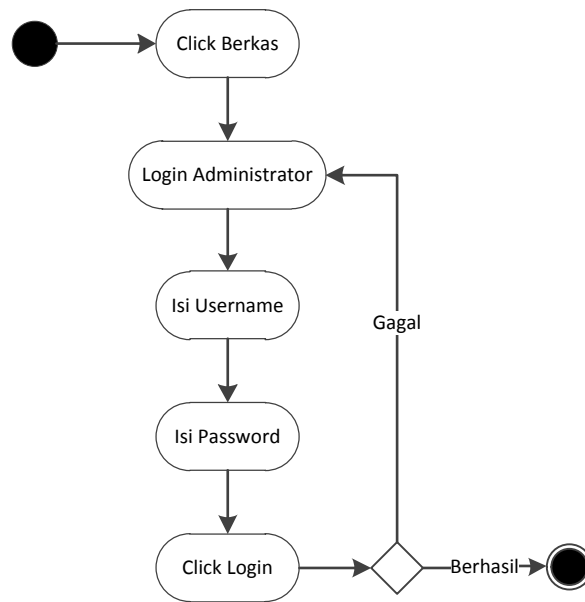 Click Berkas
Login Administrator
Isi Username
Gagal
Isi Password
Click Login
Berhasil